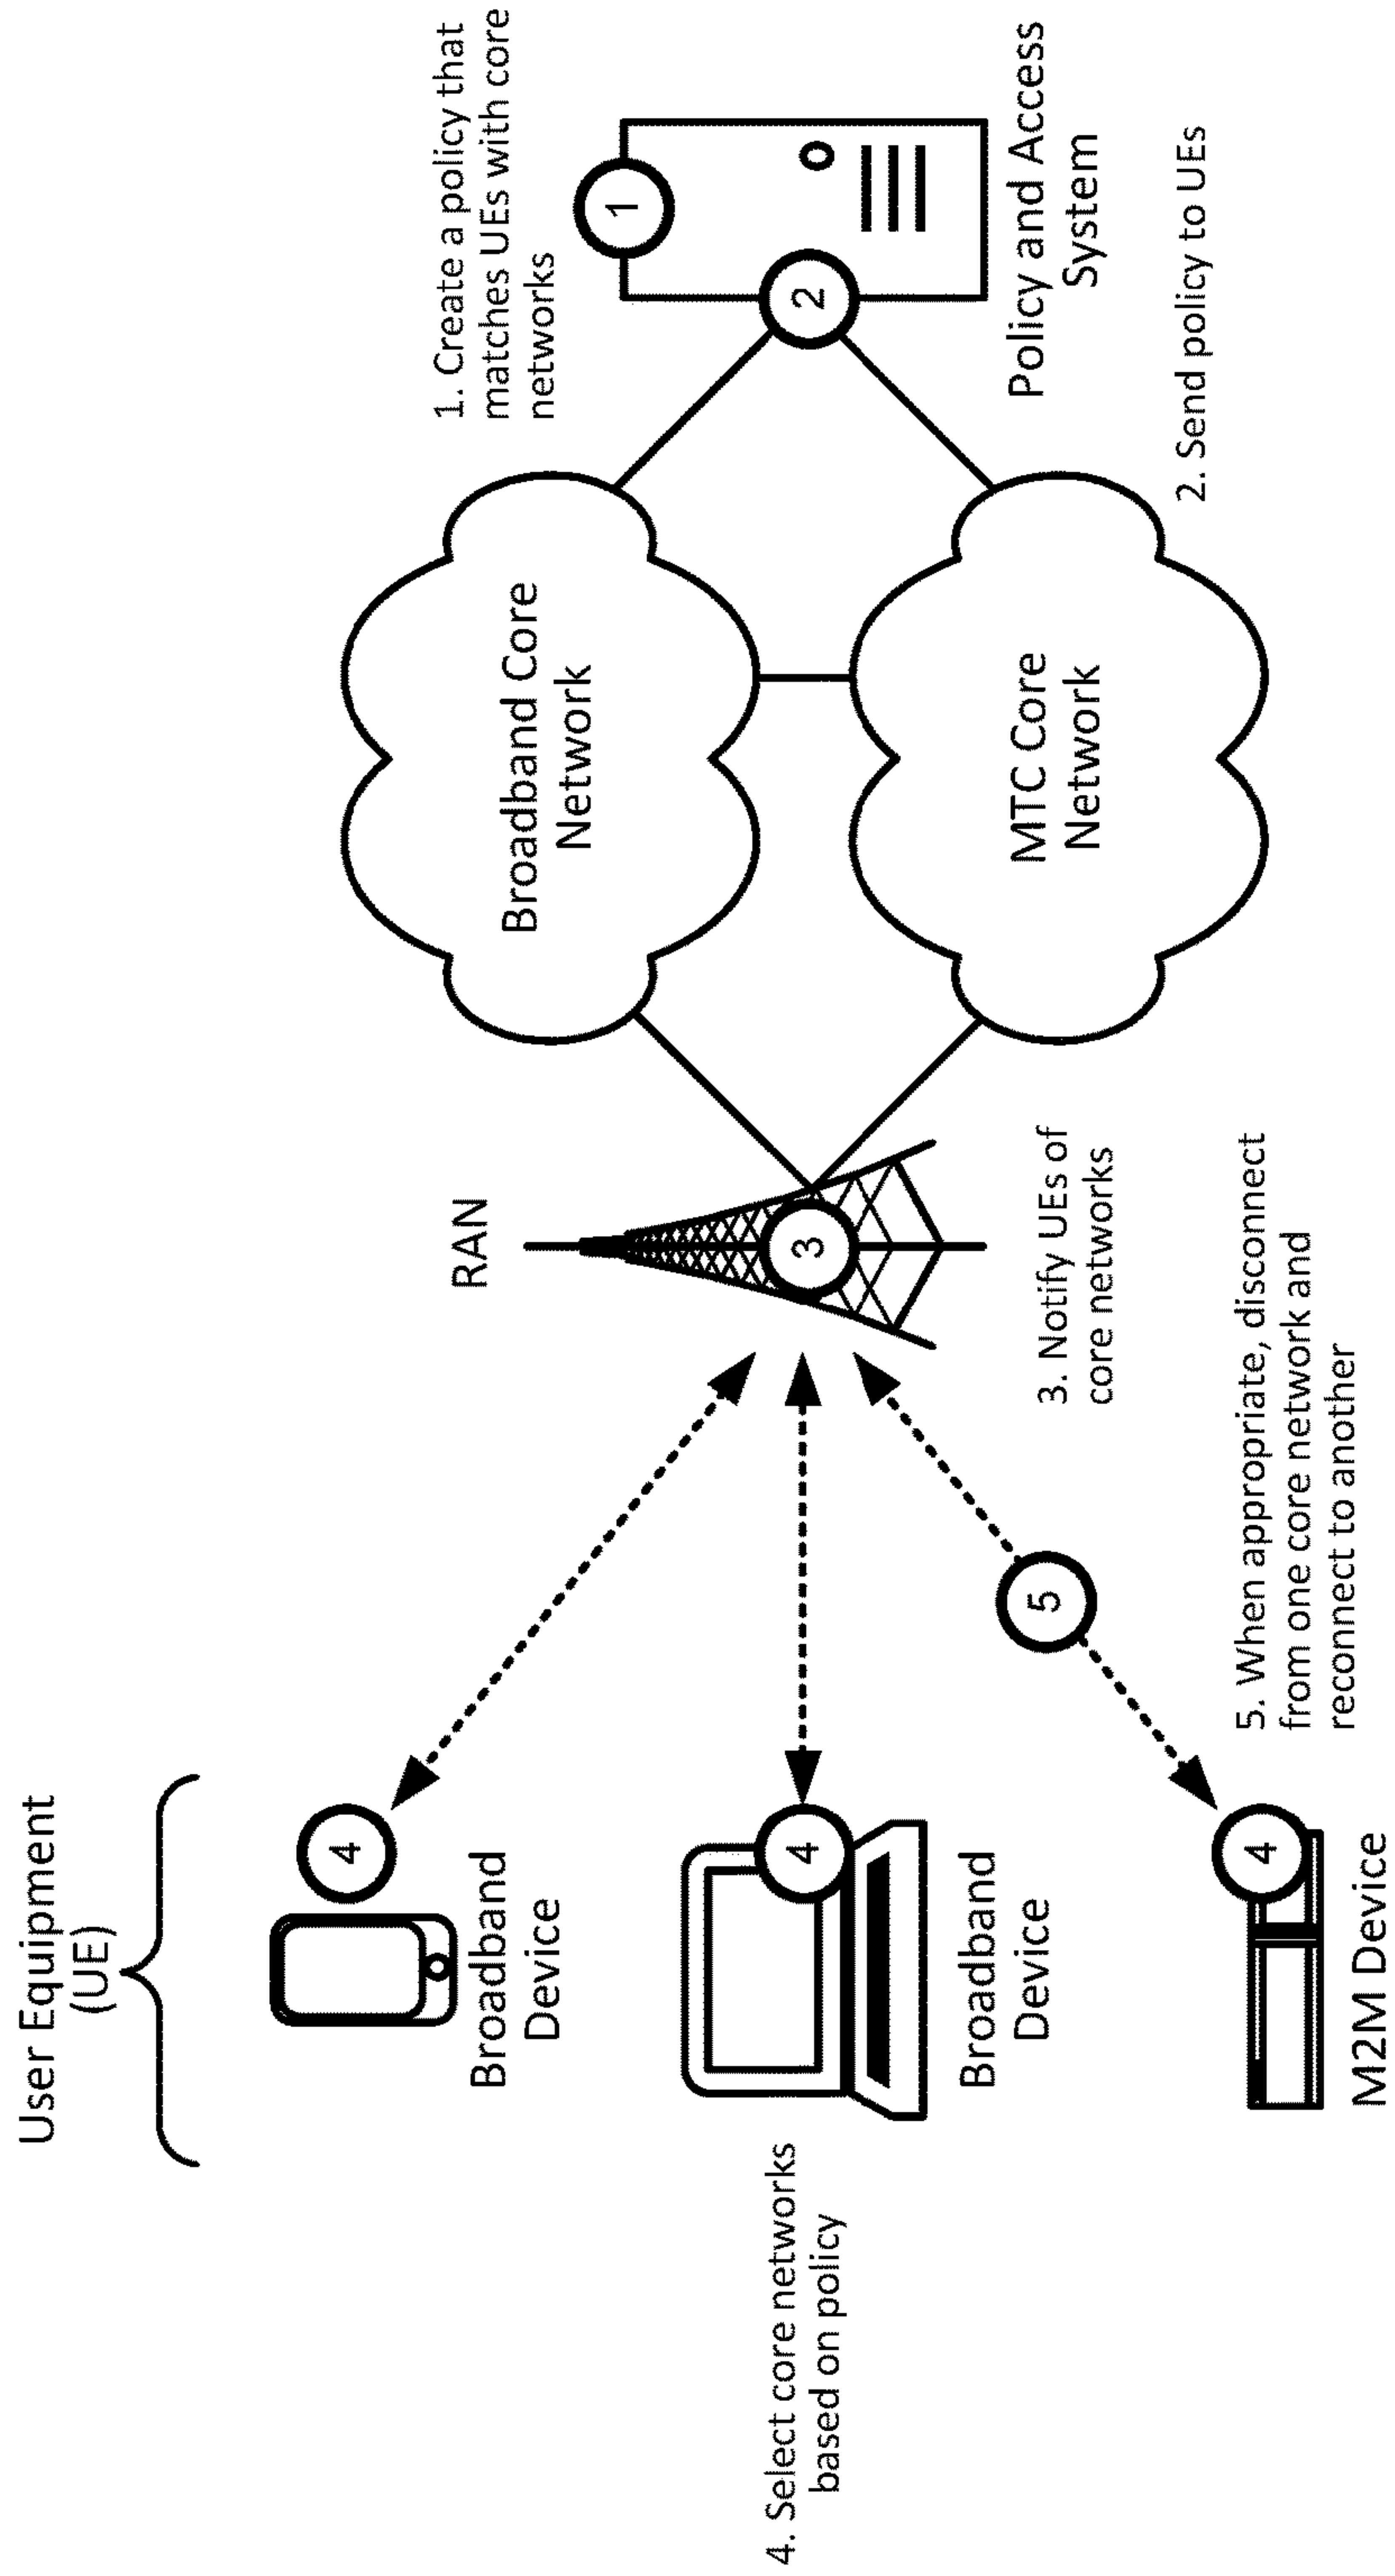 User Equipment
(UE)
4
Broadband
Device
4
Broadband
Device
4
M2M Device
4. Select core networks
based on policy
5
5. When appropriate, disconnect
from one core network and
reconnect to another
RAN
3
3. Notify UEs of
core networks
Broadband Core
Network
MTC Core
Network
1. Create a policy that
matches UEs with core
networks
1
2
Policy and Access
System
2. Send policy to UEs